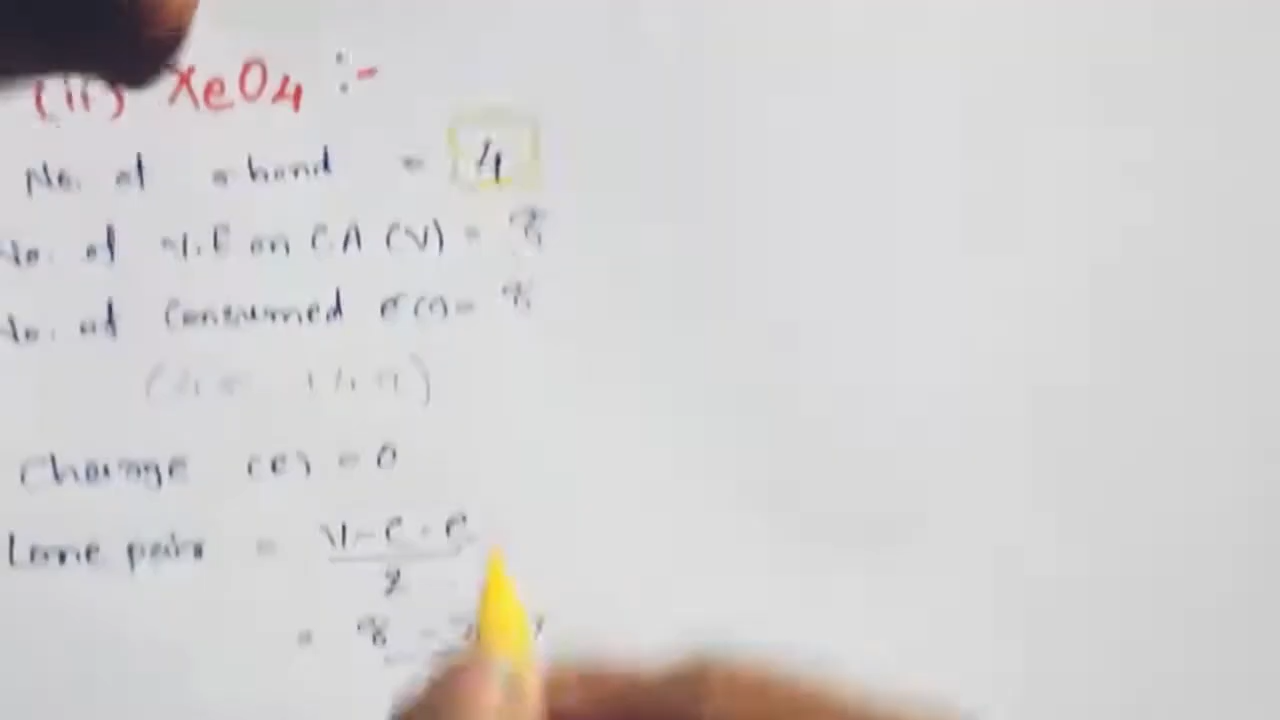 (ii) XeO4 :-
No. of σ bond = 4
No. of V.E on CA (V) = 8
No. of Consumed e(c) = 8
Charge (e) = 0
Lone pair = V-c-e
2
= 8 -